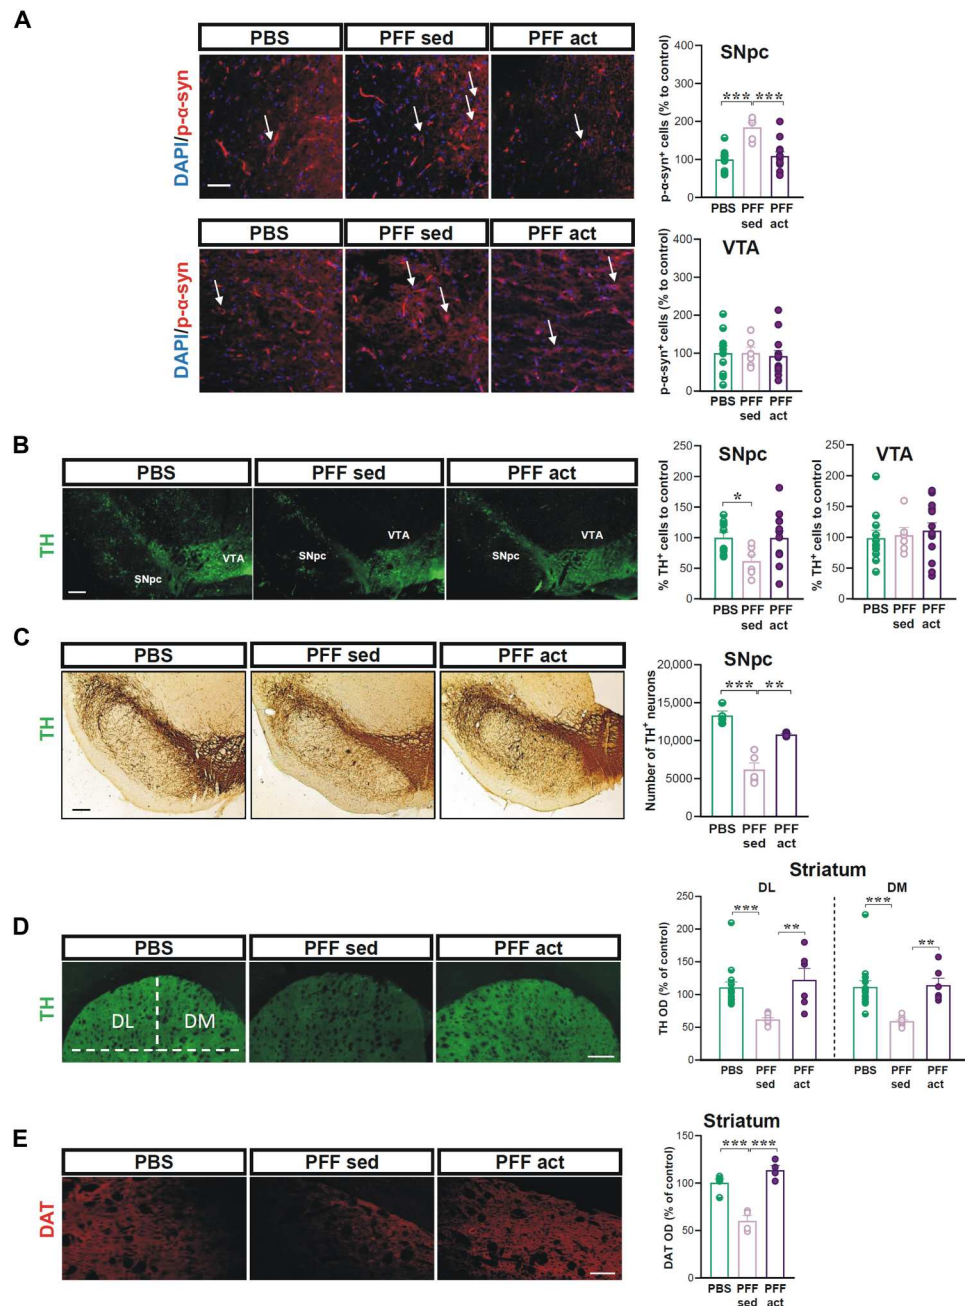 A
PBS
PFF sed
PFF act
DAPI/p-α-syn
SNpc
p-α-syn⁺ cells (% to control)
400
300
200
100
0
*** ***
PBS
PFF
sed
PFF
act
PBS
PFF sed
PFF act
DAPI/p-α-syn
VTA
p-α-syn⁺ cells (% to control)
400
300
200
100
0
PBS
PFF
sed
PFF
act
B
PBS
PFF sed
PFF act
TH
SNpc
VTA
SNpc
VTA
SNpc
VTA
SNpc
% TH⁺ cells to control
250
200
150
100
50
0
*
PBS
PFF
sed
PFF
act
VTA
% TH⁺ cells to control
250
200
150
100
50
0
PBS
PFF
sed
PFF
act
C
PBS
PFF sed
PFF act
TH
SNpc
Number of TH⁺ neurons
20,000
15,000
10,000
5000
0
*** **
PBS
PFF
sed
PFF
act
D
PBS
PFF sed
PFF act
TH
DL
DM
Striatum
DL
DM
TH OD (% of control)
250
200
150
100
50
0
*** **
*** **
PBS
PFF
sed
PFF
act
PBS
PFF
sed
PFF
act
E
PBS
PFF sed
PFF act
DAT
Striatum
DAT OD (% of control)
150
100
50
0
*** ***
PBS
PFF
sed
PFF
act